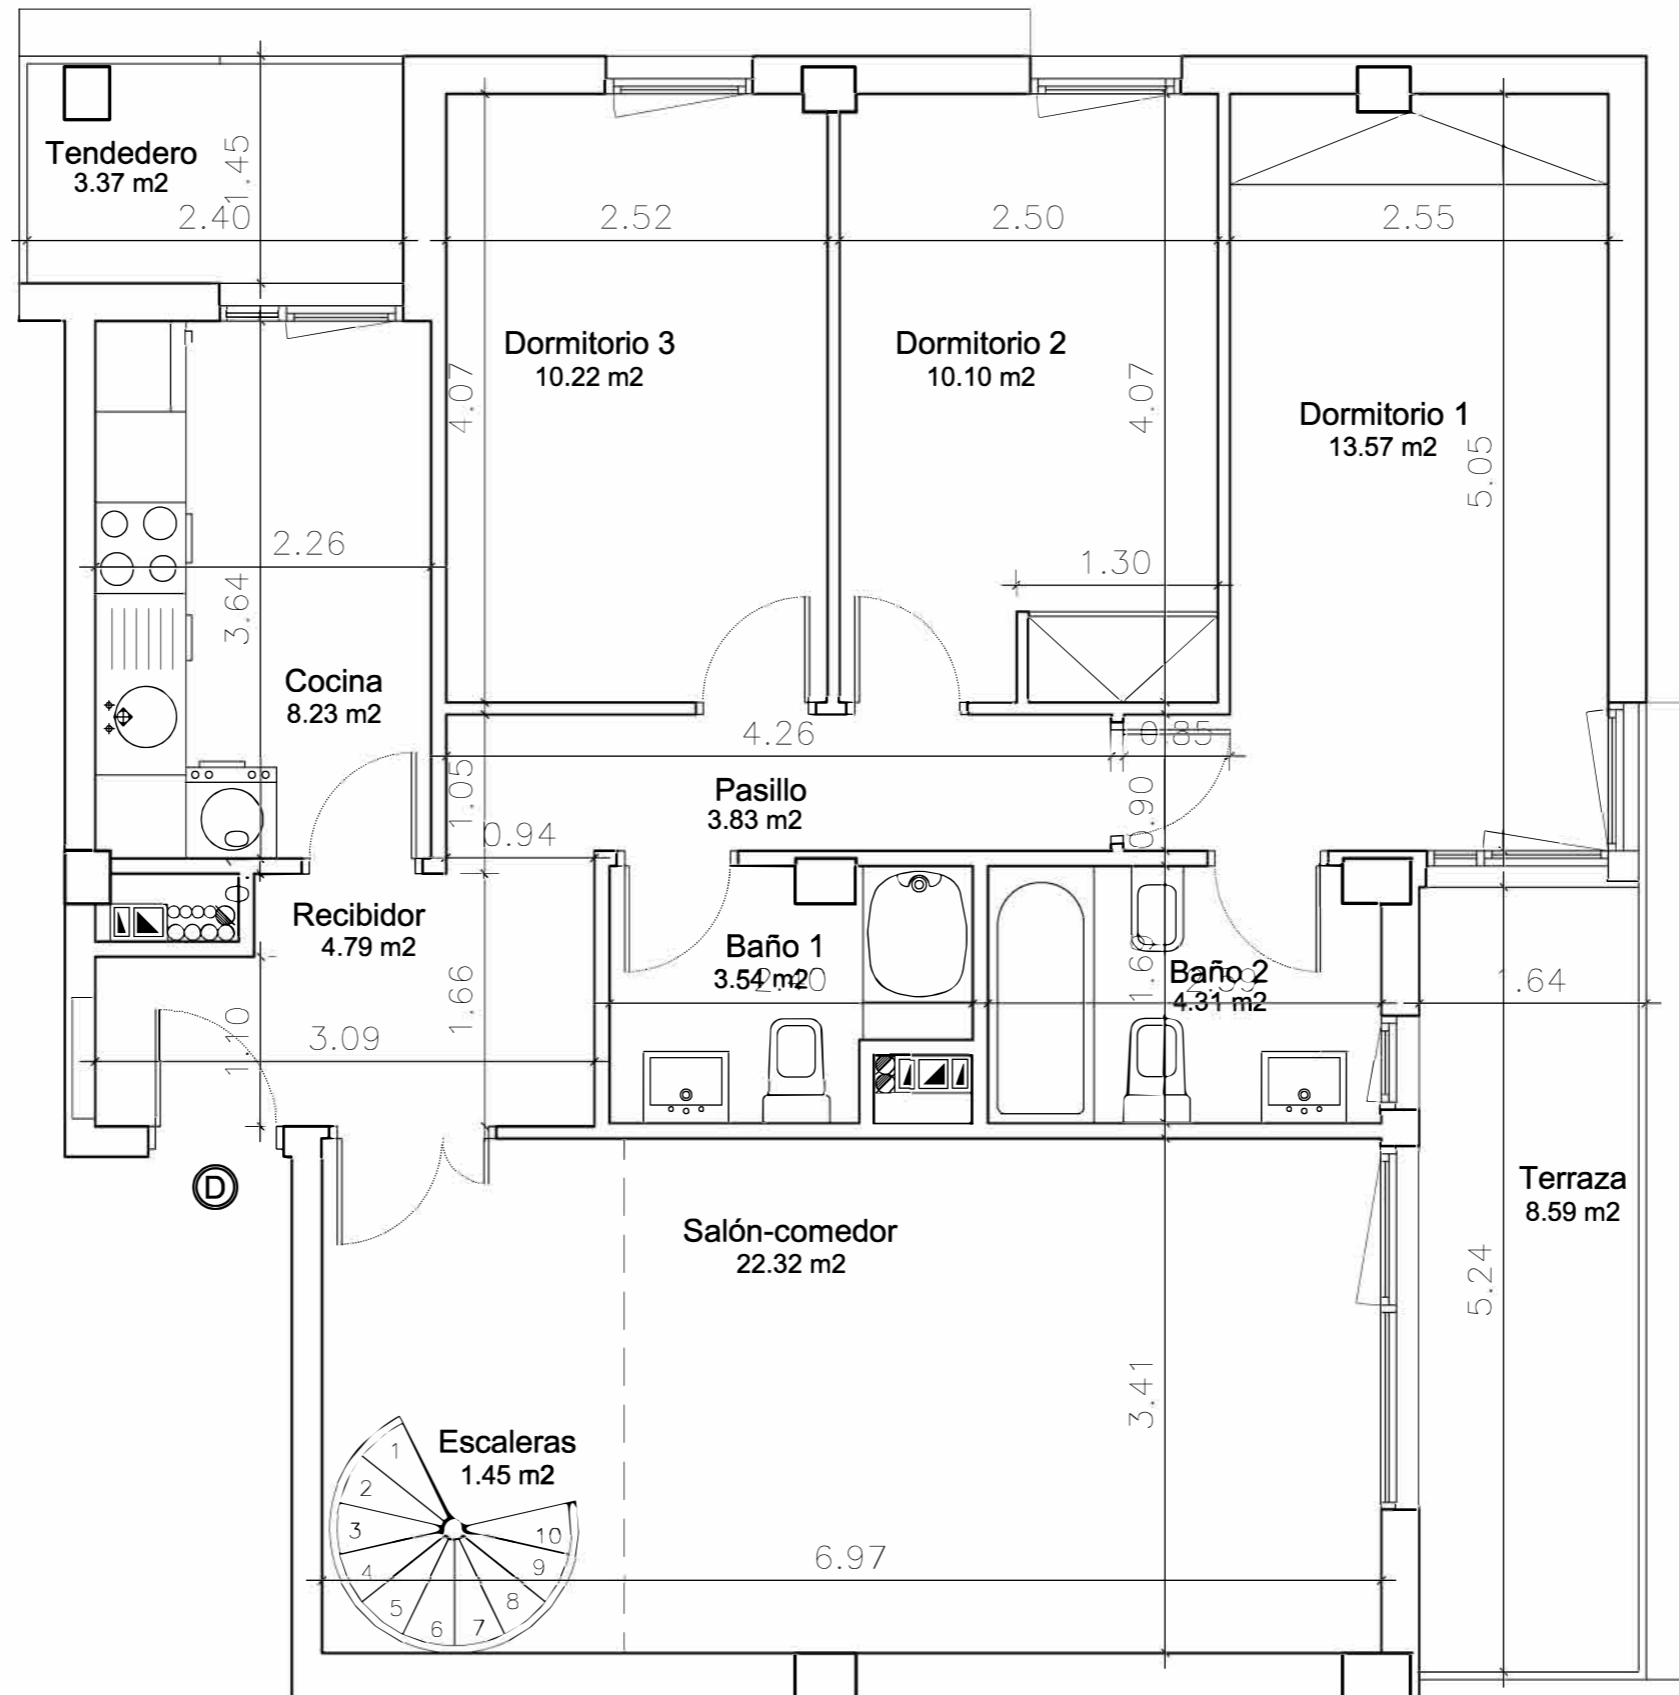 Tendedero
3.37 m2
1.45
2.40
2.52
2.50
2.55
Dormitorio 3
10.22 m2
4.07
Dormitorio 2
10.10 m2
4.07
Dormitorio 1
13.57 m2
5.05
2.26
1.30
3.64
Cocina
8.23 m2
4.26
0.85
Pasillo
3.83 m2
1.05
0.90
0.94
Recibidor
4.79 m2
Baño 1
3.54 m2
2.40
Baño 2
4.31 m2
1.64
1.66
1.10
3.09
D
Terraza
8.59 m2
Salón-comedor
22.32 m2
5.24
3.41
Escaleras
1.45 m2
1
2
3
4
5
6
7
8
9
10
6.97